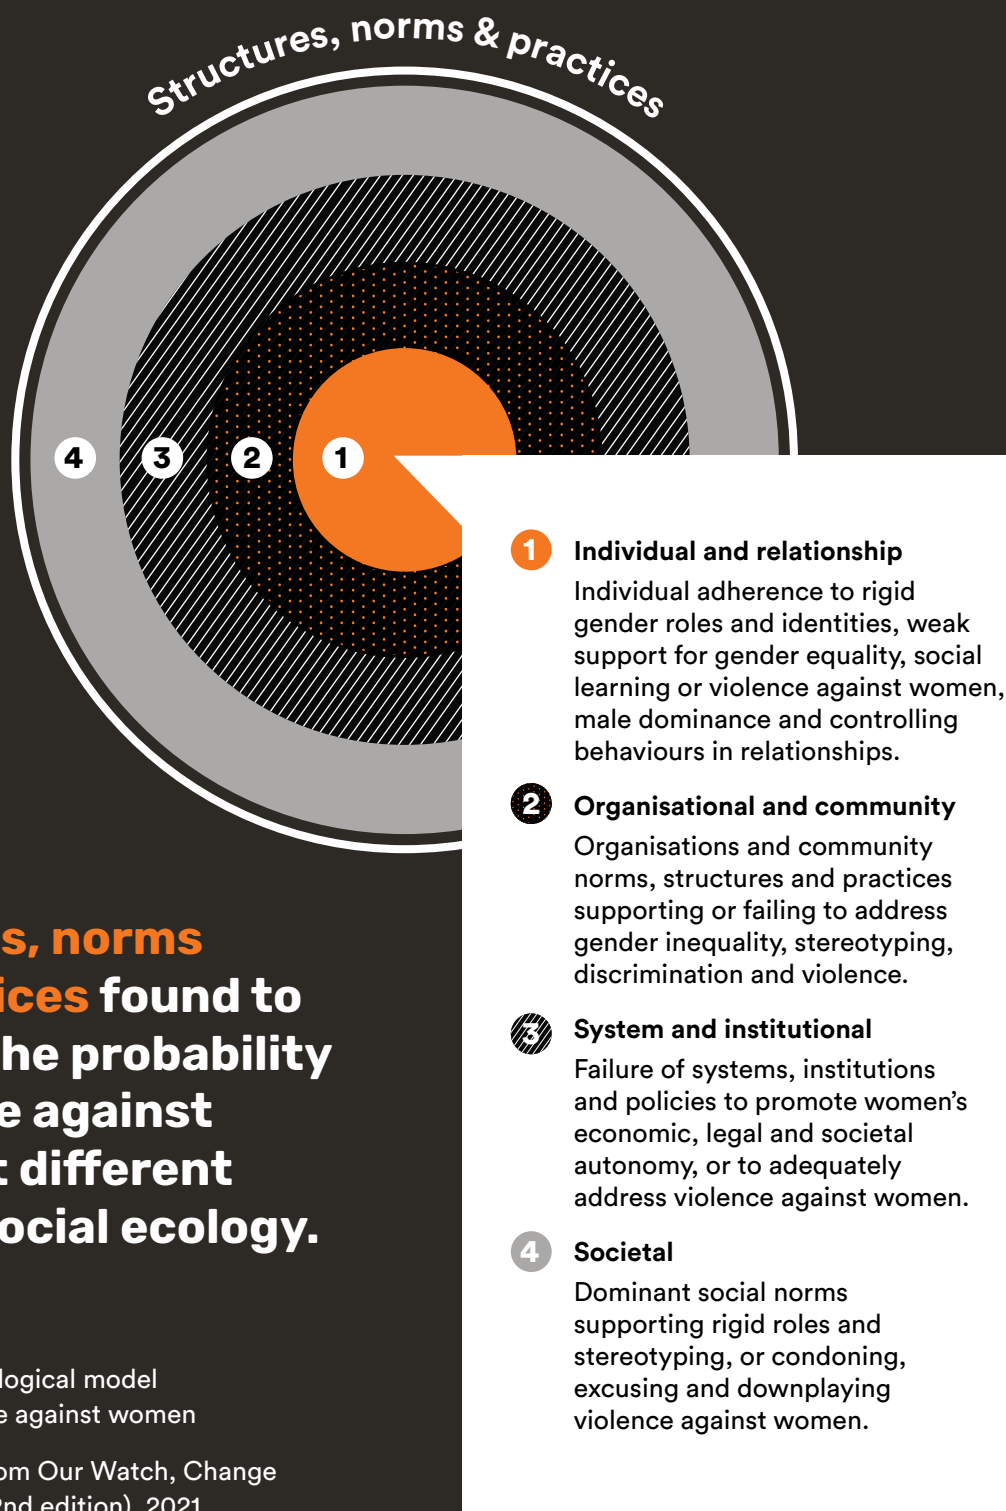 Structures, norms & practices
4 3 2 1
1 Individual and relationship
Individual adherence to rigid
gender roles and identities, weak
support for gender equality, social
learning or violence against women,
male dominance and controlling
behaviours in relationships.
2 Organisational and community
Organisations and community
norms, structures and practices
supporting or failing to address
gender inequality, stereotyping,
discrimination and violence.
3 System and institutional
Failure of systems, institutions
and policies to promote women’s
economic, legal and societal
autonomy, or to adequately
address violence against women.
4 Societal
Dominant social norms
supporting rigid roles and
stereotyping, or condoning,
excusing and downplaying
violence against women.
s, norms
ices found to
he probability
e against
t different
ocial ecology.
logical model
e against women
om Our Watch, Change
2nd edition), 2021